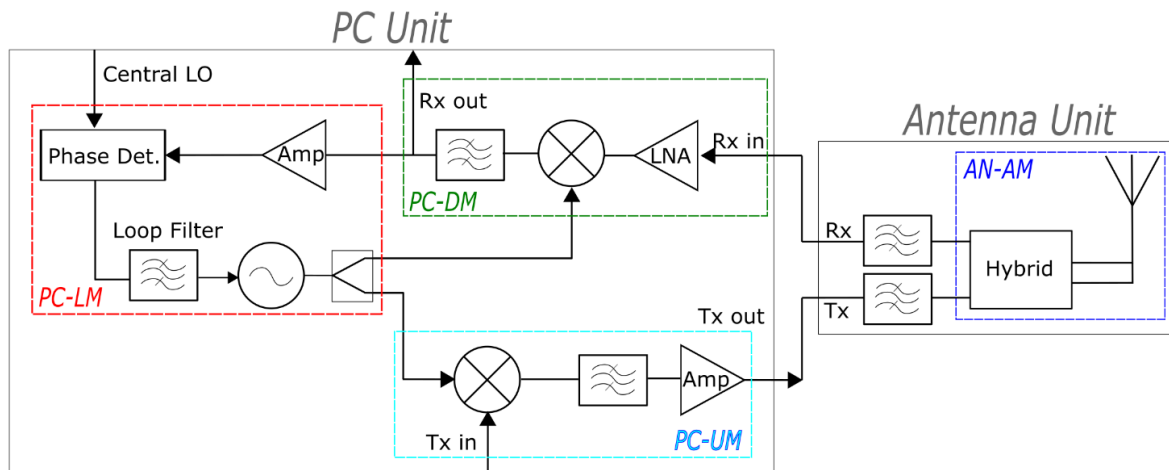 PC Unit
Central LO
Rx out
Phase Det.
Amp
LNA
Rx in
PC-DM
Loop Filter
PC-LM
Tx out
Amp
Tx in
PC-UM
Antenna Unit
AN-AM
Rx
Hybrid
Tx